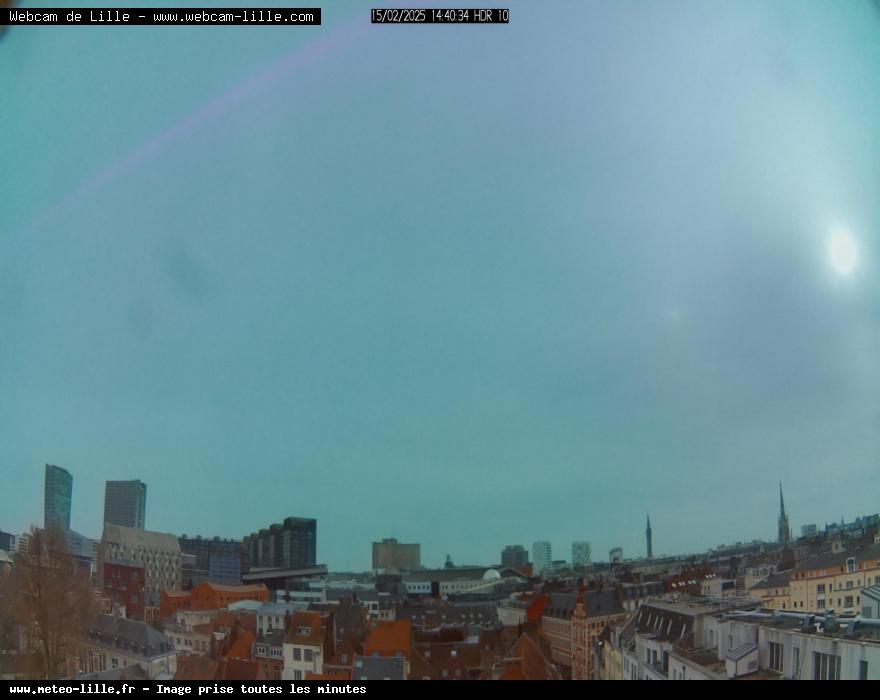 Webcam de Lille - www.webcam-lille.com
15/02/2025 14:40:34 HDR 10
www.meteo-lille.fr - Image prise toutes les minutes